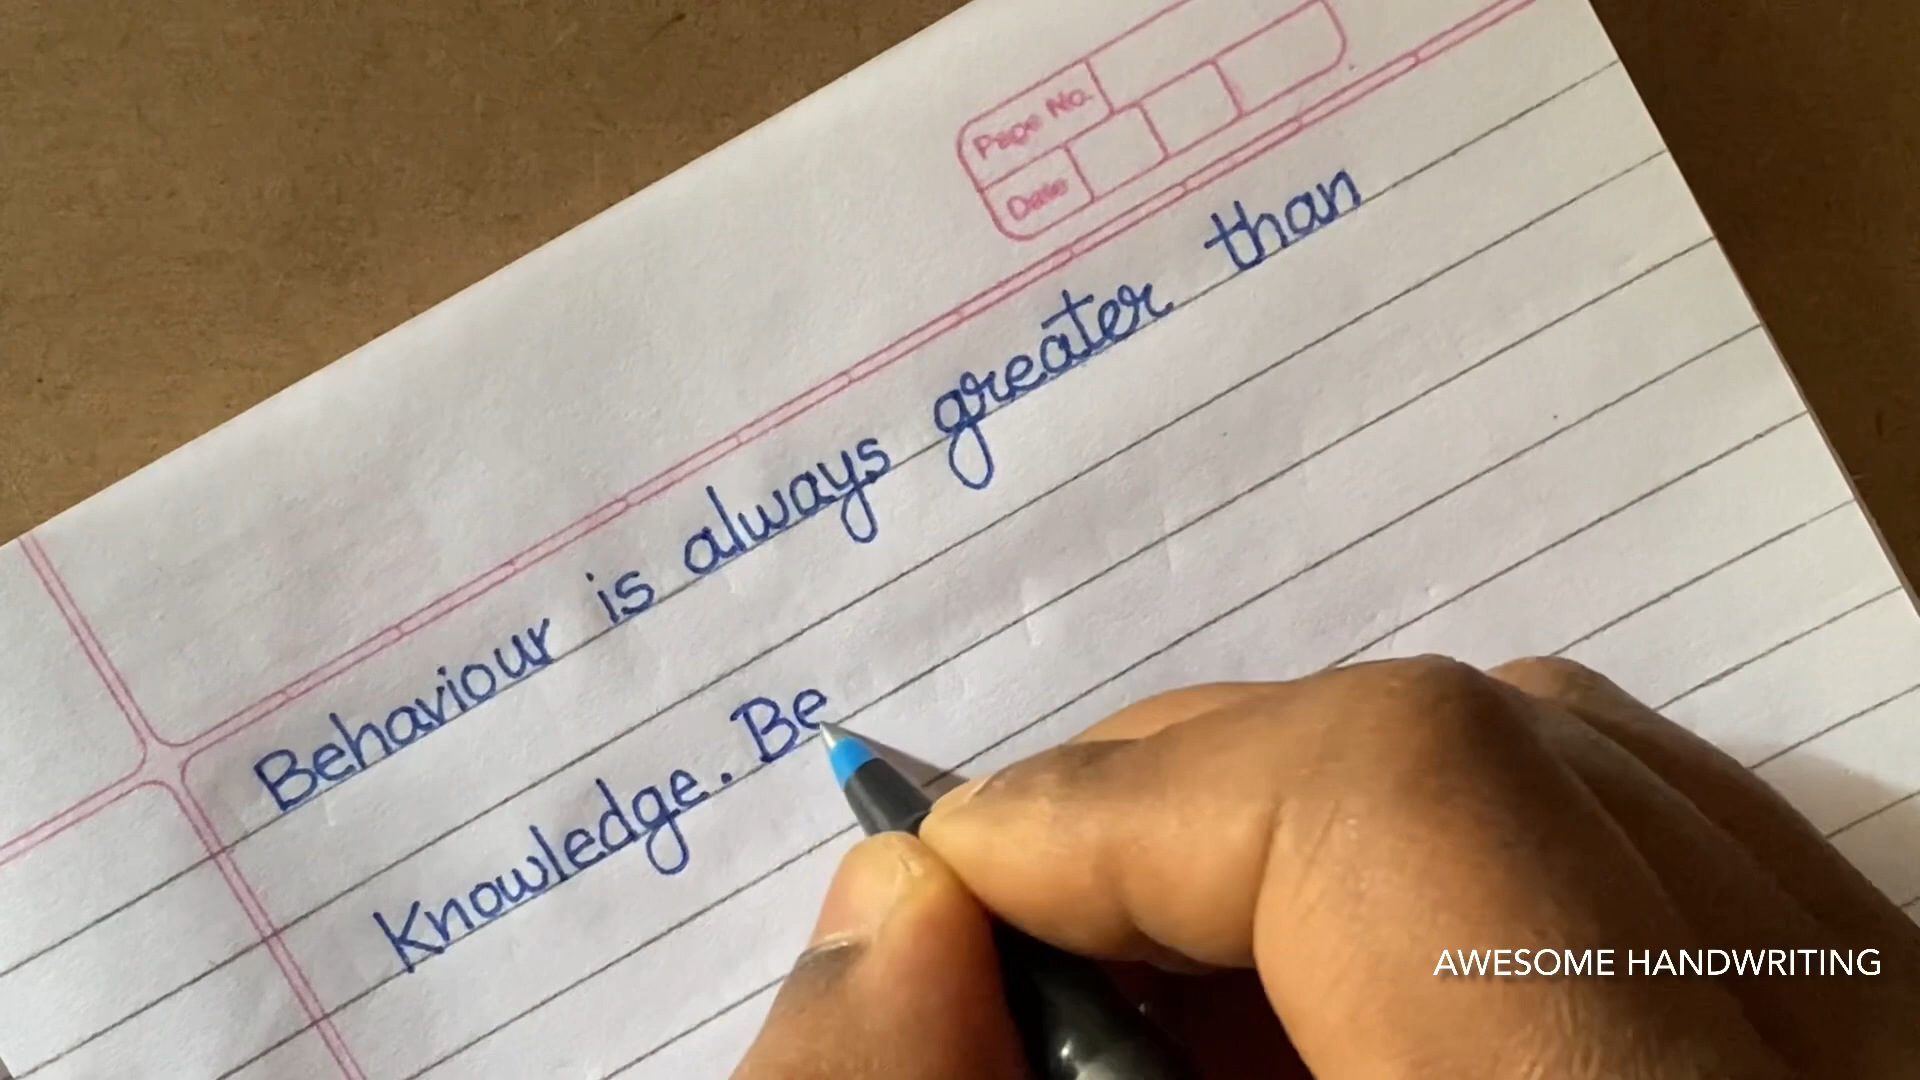 Page No.
Date
Behaviour is always greater than
Knowledge. Be
AWESOME HANDWRITING